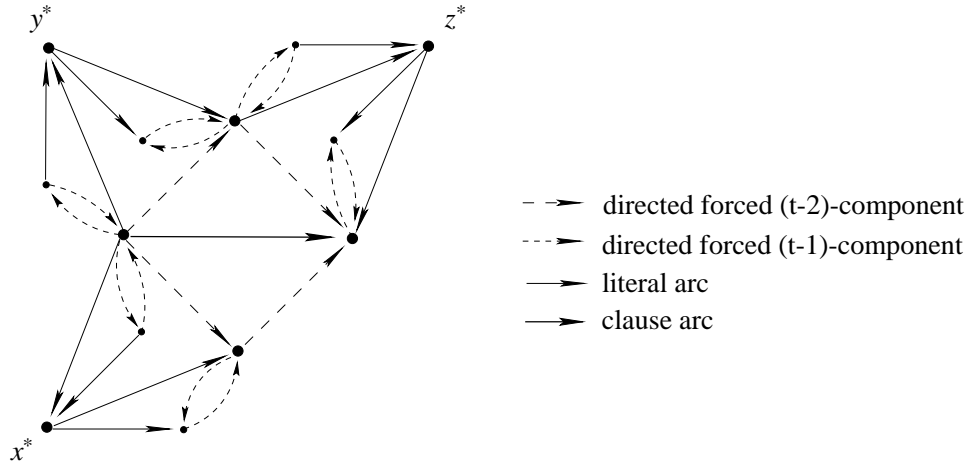 y* z*
directed forced (t-2)-component
directed forced (t-1)-component
literal arc
clause arc
x*